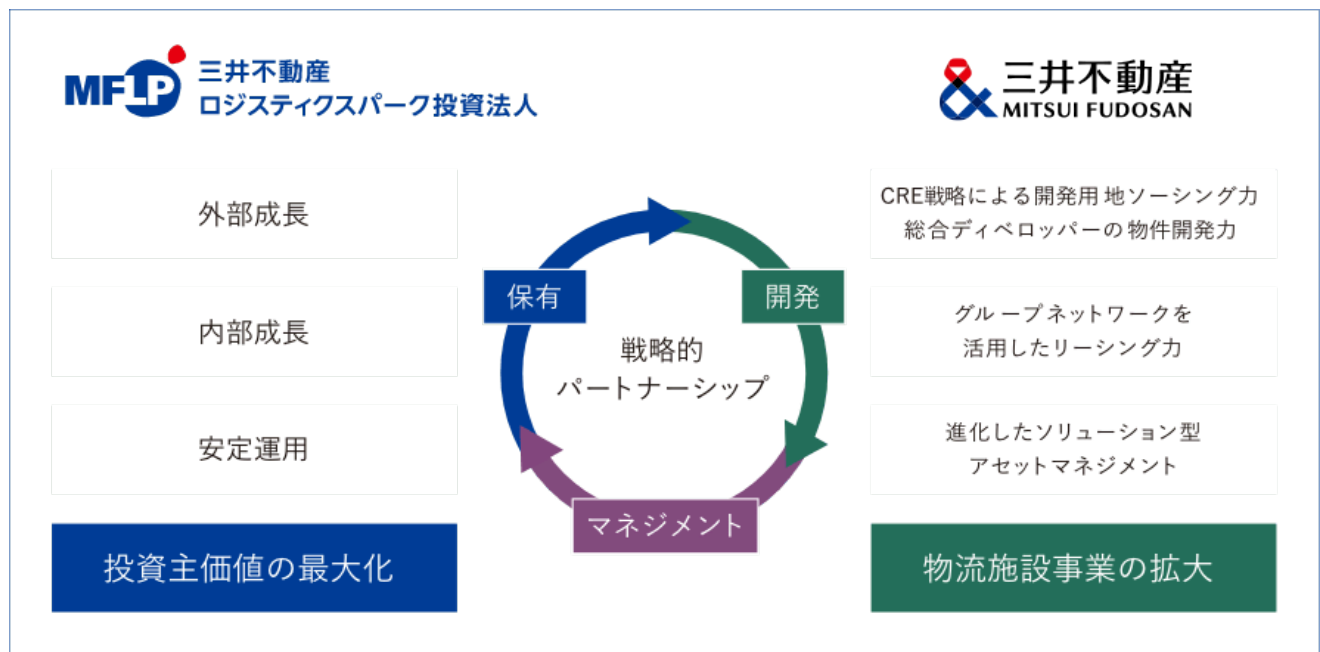 MFLP
三井不動産
ロジスティクスパーク投資法人
三井不動産
MITSUI FUDOSAN
外部成長
内部成長
安定運用
投資主価値の最大化
保有
開発
戦略的
パートナーシップ
マネジメント
CRE戦略による開発用地ソーシング力
総合ディベロッパーの物件開発力
グループネットワークを
活用したリーシング力
進化したソリューション型
アセットマネジメント
物流施設事業の拡大